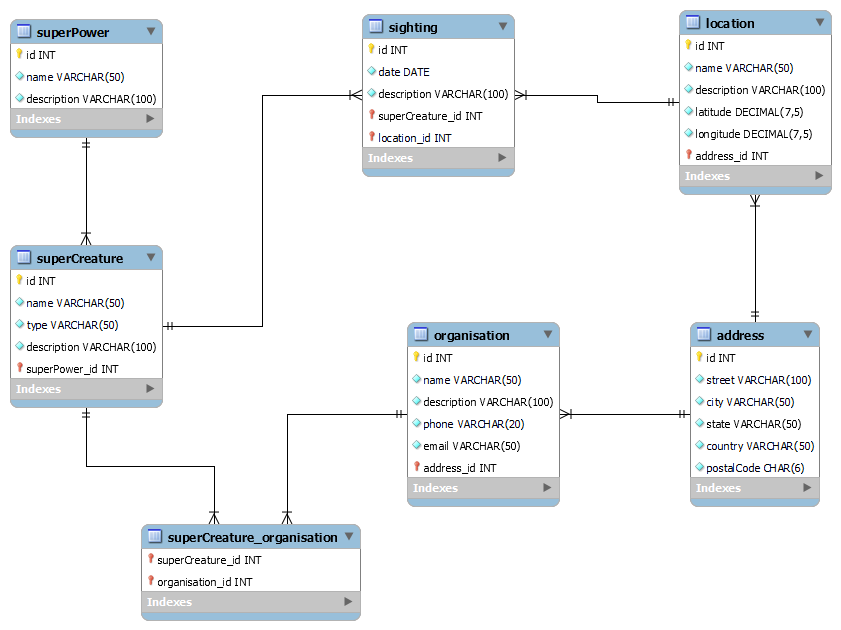 superPower
id INT
name VARCHAR(50)
description VARCHAR(100)
Indexes
sighting
id INT
date DATE
description VARCHAR(100)
superCreature_id INT
location_id INT
Indexes
location
id INT
name VARCHAR(50)
description VARCHAR(100)
latitude DECIMAL(7,5)
longitude DECIMAL(7,5)
address_id INT
Indexes
superCreature
id INT
name VARCHAR(50)
type VARCHAR(50)
description VARCHAR(100)
superPower_id INT
Indexes
organisation
id INT
name VARCHAR(50)
description VARCHAR(100)
phone VARCHAR(20)
email VARCHAR(50)
address_id INT
Indexes
address
id INT
street VARCHAR(100)
city VARCHAR(50)
state VARCHAR(50)
country VARCHAR(50)
postalCode CHAR(6)
Indexes
superCreature_organisation
superCreature_id INT
organisation_id INT
Indexes